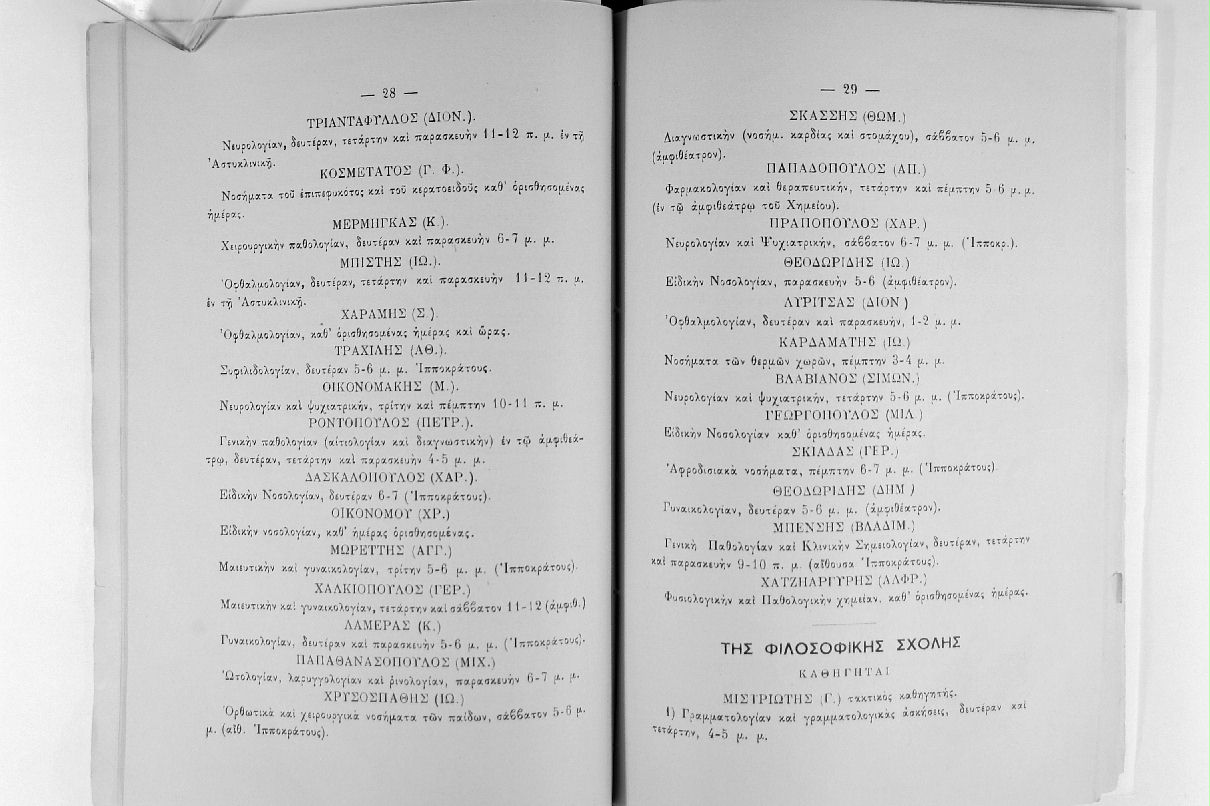 — 28 —
ΤΡΙΑΝΤΑΦΥΛΛΟΣ (ΔΙΟΝ.).
Νευρολογίαν, δευτέραν, τετάρτην καὶ παρασκευὴν 11-12 π. μ. ἐν τῇ
Ἀστυκλινικῇ.
ΚΟΣΜΕΤΑΤΟΣ (Γ. Φ.).
Νοσήματα τοῦ ἐπιπεφυκότος καὶ τοῦ κερατοειδοῦς καθ' ὁρισθησομένας
ἡμέρας.
ΜΕΡΜΗΓΚΑΣ (Κ.).
Χειρουργικὴν παθολογίαν, δευτέραν καὶ παρασκευὴν 6-7 μ. μ.
ΜΠΙΣΤΗΣ (ΙΩ.).
Ὀφθαλμολογίαν, δευτέραν, τετάρτην καὶ παρασκευὴν 11-12 π. μ.
ἐν τῇ Ἀστυκλινικῇ.
ΧΑΡΑΜΗΣ (Σ.).
Ὀφθαλμολογίαν, καθ' ὁρισθησομένας ἡμέρας καὶ ὥρας.
ΤΡΑΧΙΛΗΣ (ΑΘ.).
Συφιλιδολογίαν, δευτέραν 5-6 μ. μ. Ἱπποκράτους.
ΟΙΚΟΝΟΜΑΚΗΣ (Μ.).
Νευρολογίαν καὶ ψυχιατρικήν, τρίτην καὶ πέμπτην 10-11 π. μ.
ΡΟΝΤΟΠΟΥΛΟΣ (ΠΕΤΡ.).
Γενικὴν παθολογίαν (αἰτιολογίαν καὶ διαγνωστικὴν) ἐν τῷ ἀμφιθεά-
τρῳ, δευτέραν, τετάρτην καὶ παρασκευὴν 4-5 μ. μ.
ΔΑΣΚΑΛΟΠΟΥΛΟΣ (ΧΑΡ.).
Εἰδικὴν Νοσολογίαν, δευτέραν 6-7 (Ἱπποκράτους).
ΟΙΚΟΝΟΜΟΥ (ΧΡ.)
Εἰδικὴν νοσολογίαν, καθ' ἡμέρας ὁρισθησομένας.
ΜΩΡΕΤΤΗΣ (ΑΓΓ.)
Μαιευτικὴν καὶ γυναικολογίαν, τρίτην 5-6 μ. μ. (Ἱπποκράτους).
ΧΑΛΚΙΟΠΟΥΛΟΣ (ΓΕΡ.)
Μαιευτικὴν καὶ γυναικολογίαν, τετάρτην καὶ σάββατον 11-12 (ἀμφιθ.)
ΛΑΜΕΡΑΣ (Κ.)
Γυναικολογίαν, δευτέραν καὶ παρασκευὴν 5-6 μ. μ. (Ἱπποκράτους).
ΠΑΠΑΘΑΝΑΣΟΠΟΥΛΟΣ (ΜΙΧ.)
Ὠτολογίαν, λαρυγγολογίαν καὶ ῥινολογίαν, παρασκευὴν 6-7 μ. μ.
ΧΡΥΣΟΣΠΑΘΗΣ (ΙΩ.)
Ὀρθωτικὰ καὶ χειρουργικὰ νοσήματα τῶν παίδων, σάββατον 5-6 μ.
μ. (αἴθ. Ἱπποκράτους).
— 29 —
ΣΚΑΣΣΗΣ (ΘΩΜ.)
Διαγνωστικὴν (νοσήμ. καρδίας καὶ στομάχου), σάββατον 5-6 μ. μ.
(ἀμφιθέατρον).
ΠΑΠΑΔΟΠΟΥΛΟΣ (ΑΠ.)
Φαρμακολογίαν καὶ θεραπευτικήν, τετάρτην καὶ πέμπτην 5-6 μ. μ.
(ἐν τῷ ἀμφιθεάτρῳ τοῦ Χημείου).
ΠΡΑΠΟΠΟΥΛΟΣ (ΧΑΡ.)
Νευρολογίαν καὶ Ψυχιατρικήν, σάββατον 6-7 μ. μ. (Ἱπποκρ.).
ΘΕΟΔΩΡΙΔΗΣ (ΙΩ.)
Εἰδικὴν Νοσολογίαν, παρασκευὴν 5-6 (ἀμφιθέατρον).
ΛΥΡΙΤΣΑΣ (ΔΙΟΝ)
Ὀφθαλμολογίαν, δευτέραν καὶ παρασκευήν, 1-2 μ. μ.
ΚΑΡΔΑΜΑΤΗΣ (ΙΩ.)
Νοσήματα τῶν θερμῶν χωρῶν, πέμπτην 3-4 μ. μ.
ΒΛΑΒΙΑΝΟΣ (ΣΙΜΩΝ.)
Νευρολογίαν καὶ ψυχιατρικήν, τετάρτην 5-6 μ. μ. (Ἱπποκράτους).
ΓΕΩΡΓΟΠΟΥΛΟΣ (ΜΙΛ.)
Εἰδικὴν Νοσολογίαν καθ' ὁρισθησομένας ἡμέρας.
ΣΚΙΑΔΑΣ (ΓΕΡ.)
Ἀφροδισιακὰ νοσήματα, πέμπτην 6-7 μ. μ. (Ἱπποκράτους)
ΘΕΟΔΩΡΙΔΗΣ (ΔΗΜ)
Γυναικολογίαν, δευτέραν 5-6 μ. μ. (ἀμφιθέατρον).
ΜΠΕΝΣΗΣ (ΒΛΑΔΙΜ.)
Γενικὴ Παθολογίαν καὶ Κλινικὴν Σημειολογίαν, δευτέραν, τετάρτην
καὶ παρασκευὴν 9-10 π. μ. (αἴθουσα Ἱπποκράτους).
ΧΑΤΖΗΑΡΓΥΡΗΣ (ΑΛΦΡ.)
Φυσιολογικὴν καὶ Παθολογικὴν χημείαν, καθ' ὁρισθησομένας ἡμέρας.
ΤΗΣ ΦΙΛΟΣΟΦΙΚΗΣ ΣΧΟΛΗΣ
ΚΑΘΗΓΗΤΑΙ
ΜΙΣΤΡΙΩΤΗΣ (Γ.) τακτικὸς καθηγητής.
1) Γραμματολογίαν καὶ γραμματολογικὰς ἀσκήσεις, δευτέραν καὶ
τετάρτην, 4-5 μ. μ.